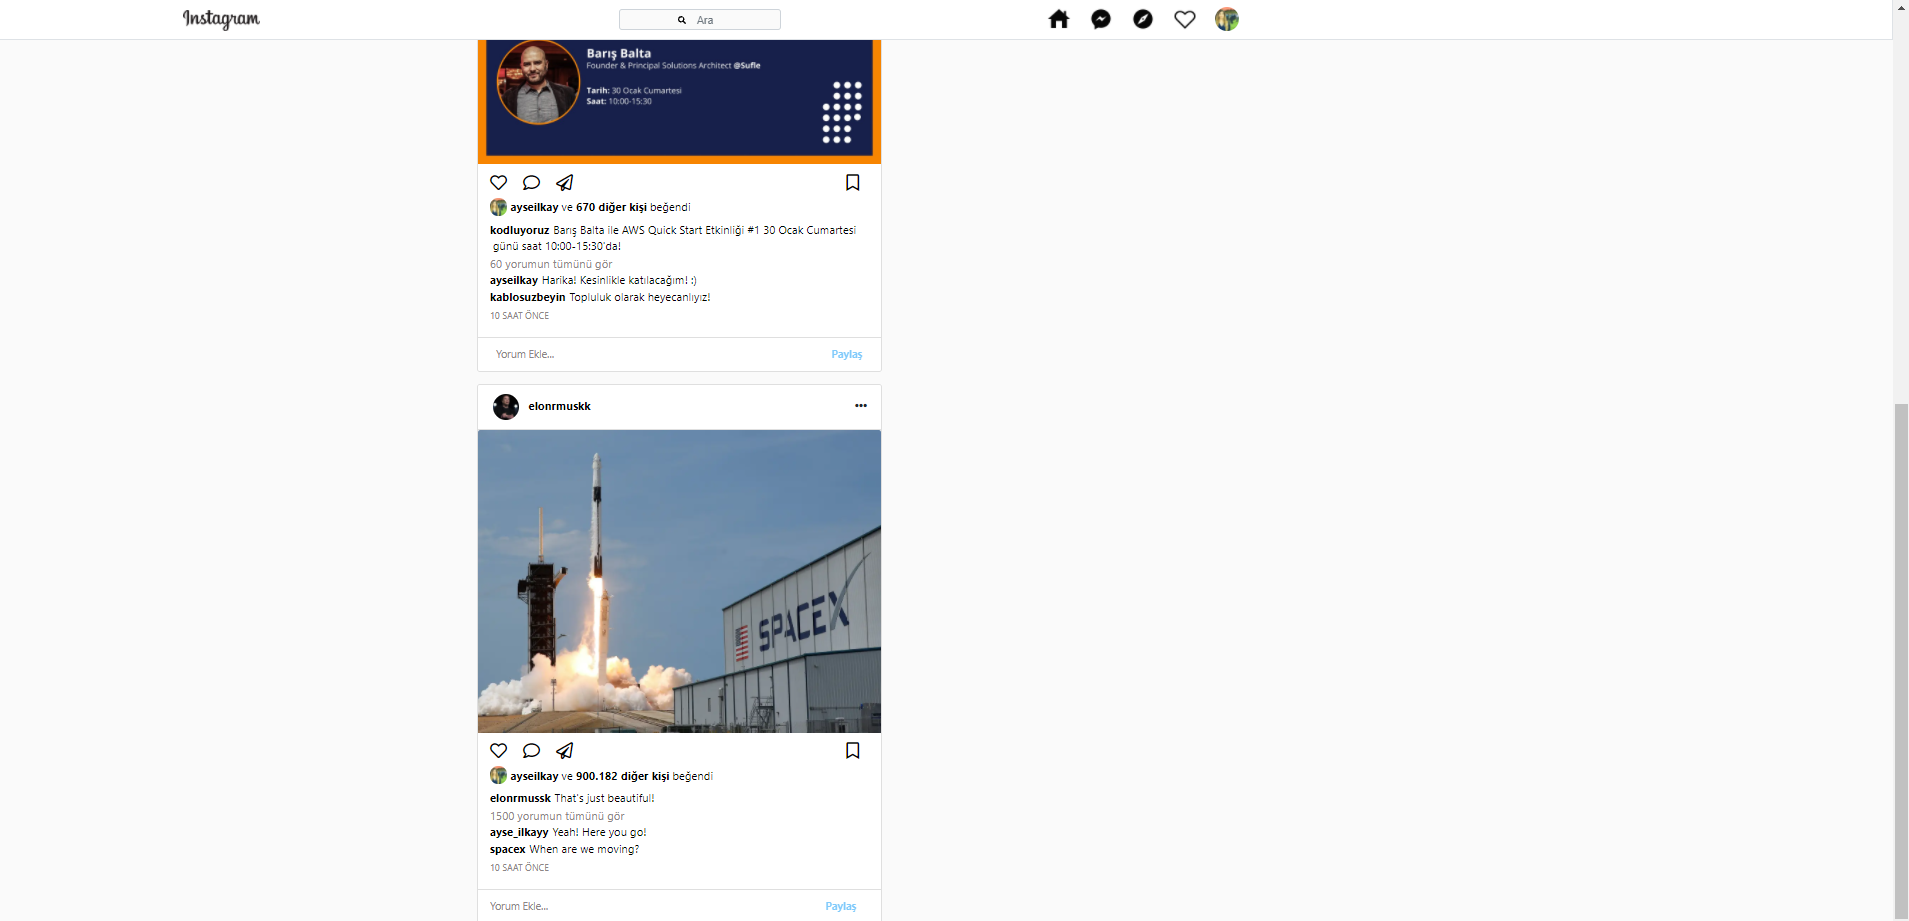 Instagram
Ara
Barış Balta
Founder & Principal Solutions Architect @Sufle
Tarih: 30 Ocak Cumartesi
Saat: 10:00-15:30
ayseilkay ve 670 diğer kişi beğendi
kodluyoruz Barış Balta ile AWS Quick Start Etkinliği #1 30 Ocak Cumartesi
günü saat 10:00-15:30'da!
60 yorumun tümünü gör
ayseilkay Harika! Kesinlikle katılacağım! :)
kablosuzbeyin Topluluk olarak heyecanlıyız!
10 SAAT ÖNCE
Yorum Ekle... Paylaş
elonrmuskk
SPACEX
ayseilkay ve 900.182 diğer kişi beğendi
elonrmussk That's just beautiful!
1500 yorumun tümünü gör
ayse_ilkayy Yeah! Here you go!
spacex When are we moving?
10 SAAT ÖNCE
Yorum Ekle... Paylaş